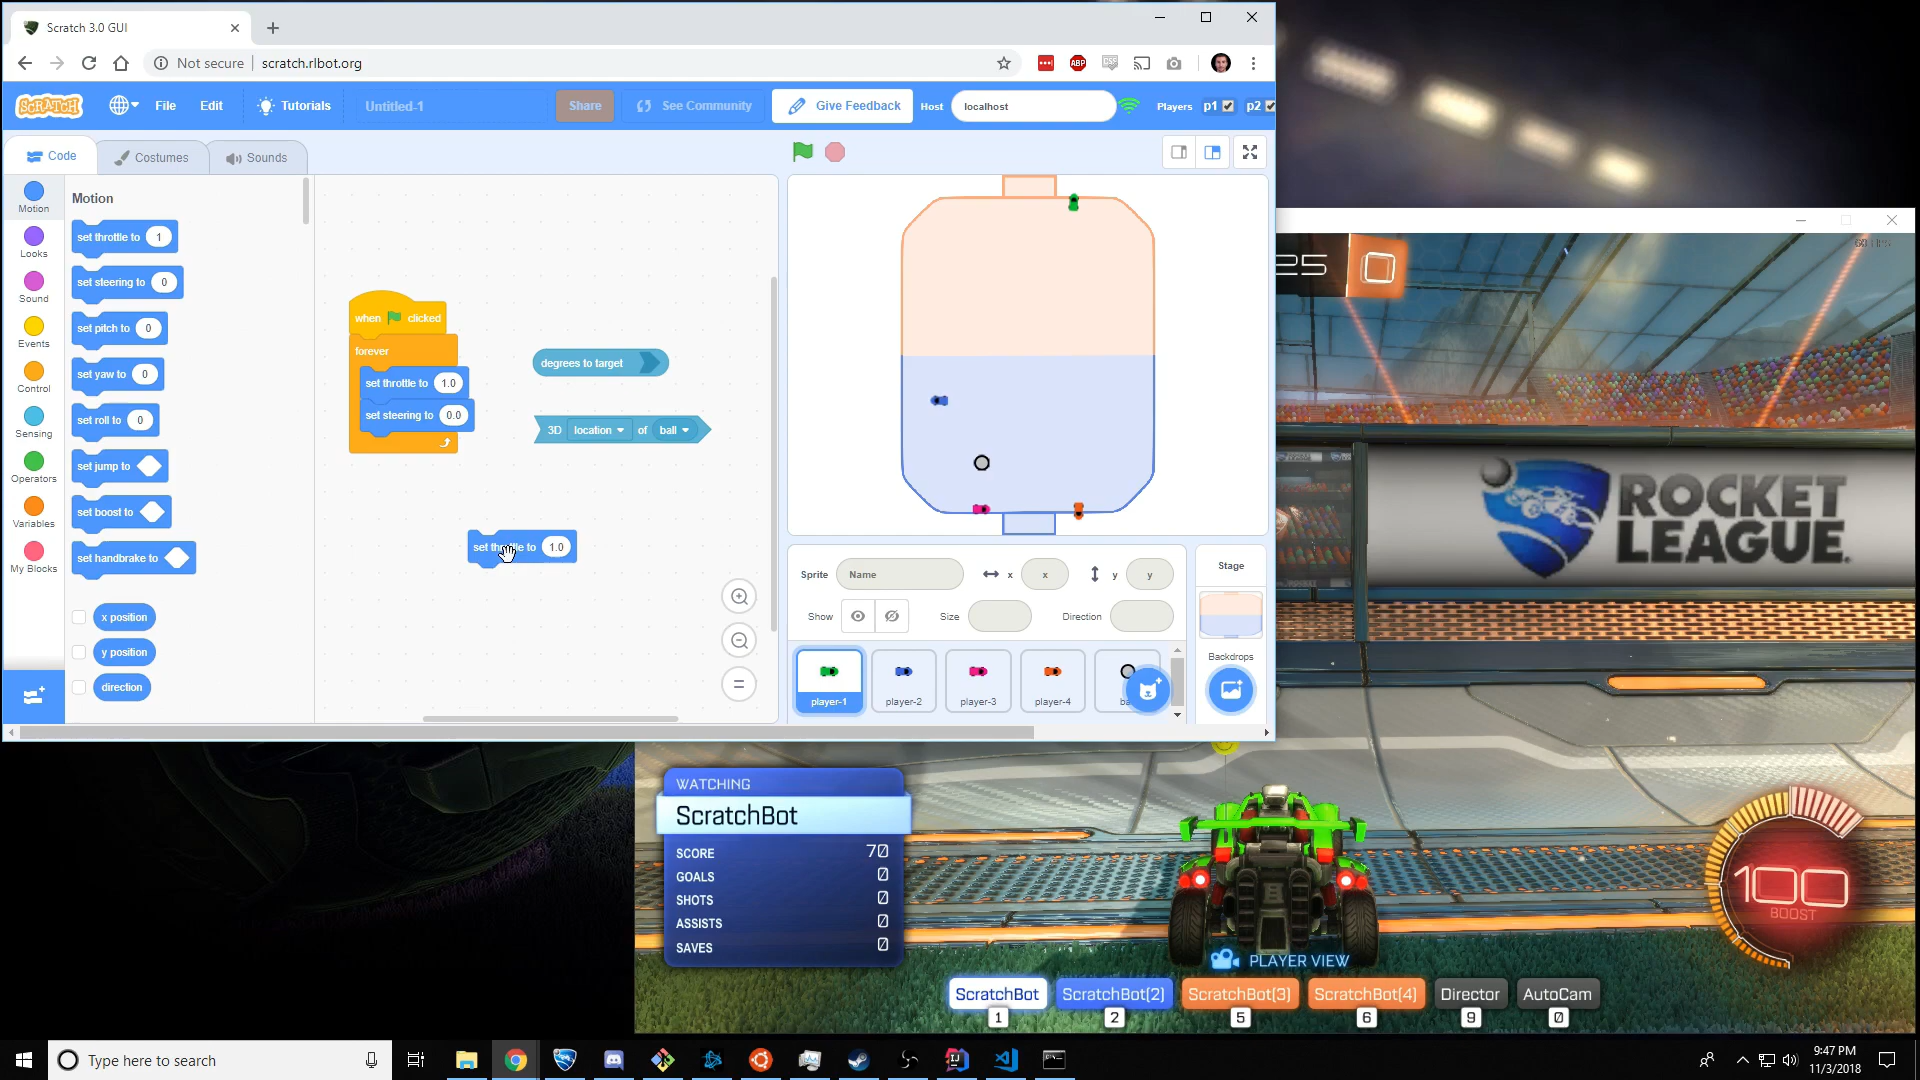 Scratch 3.0 GUI
Not secure
scratch.rlbot.org
ABP
CSS
SCRATCH
File
Edit
Tutorials
Untitled-1
Share
See Community
Give Feedback
Host
localhost
Players
p1
p2
Code
Costumes
Sounds
Motion
Looks
Sound
Events
Control
Sensing
Operators
Variables
My Blocks
Motion
set throttle to 1
set steering to 0
set pitch to 0
set yaw to 0
set roll to 0
set jump to
set boost to
set handbrake to
x position
y position
direction
when clicked
forever
set throttle to 1.0
set steering to 0.0
degrees to target
3D location of ball
set throttle to 1.0
Sprite
Name
x
x
y
y
Show
Size
Direction
player-1
player-2
player-3
player-4
Stage
Backdrops
25
ROCKET
LEAGUE
WATCHING
ScratchBot
SCORE 70
GOALS 0
SHOTS 0
ASSISTS 0
SAVES 0
100
BOOST
PLAYER VIEW
ScratchBot
ScratchBot(2)
ScratchBot(3)
ScratchBot(4)
Director
AutoCam
1
2
5
6
9
0
Type here to search
9:47 PM
11/3/2018